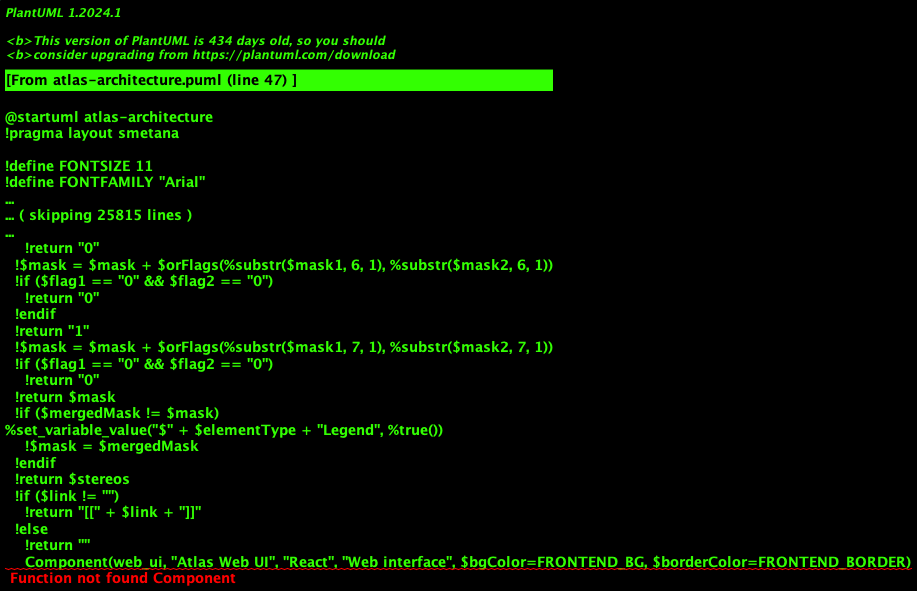 PlantUML 1.2024.1
<b>This version of PlantUML is 434 days old, so you should
<b>consider upgrading from https://plantuml.com/download
[From atlas-architecture.puml (line 47) ]
@startuml atlas-architecture
!pragma layout smetana
!define FONTSIZE 11
!define FONTFAMILY "Arial"
...
... ( skipping 25815 lines )
...
!return "0"
!$mask = $mask + $orFlags(%substr($mask1, 6, 1), %substr($mask2, 6, 1))
!if ($flag1 == "0" && $flag2 == "0")
!return "0"
!endif
!return "1"
!$mask = $mask + $orFlags(%substr($mask1, 7, 1), %substr($mask2, 7, 1))
!if ($flag1 == "0" && $flag2 == "0")
!return "0"
!return $mask
!if ($mergedMask != $mask)
%set_variable_value("$" + $elementType + "Legend", %true())
!$mask = $mergedMask
!endif
!return $stereos
!if ($link != "")
!return "[[" + $link + "]]"
!else
!return ""
Component(web_ui, "Atlas Web UI", "React", "Web interface", $bgColor=FRONTEND_BG, $borderColor=FRONTEND_BORDER)
Function not found Component